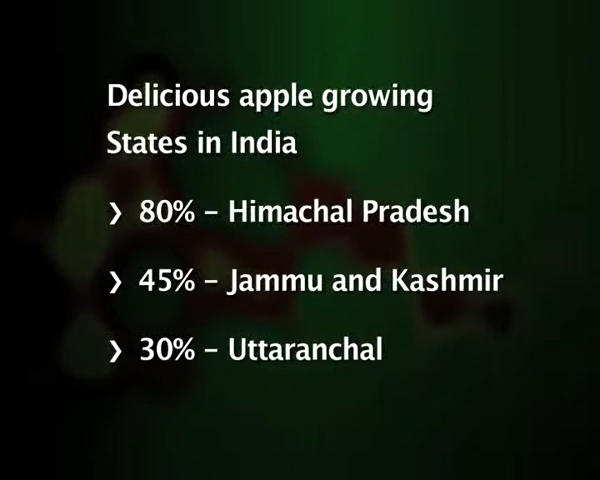 Delicious apple growing
States in India
❯ 80% – Himachal Pradesh
❯ 45% – Jammu and Kashmir
❯ 30% – Uttaranchal